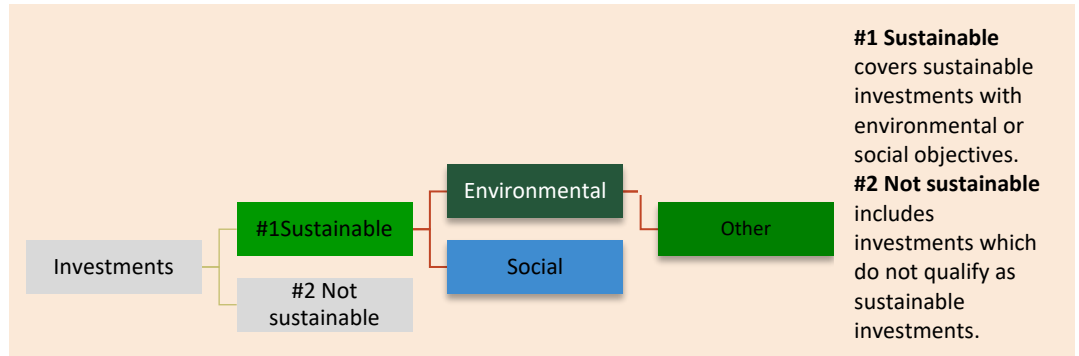 Investments
#1Sustainable
#2 Not
sustainable
Environmental
Social
Other
#1 Sustainable
covers sustainable
investments with
environmental or
social objectives.
#2 Not sustainable
includes
investments which
do not qualify as
sustainable
investments.